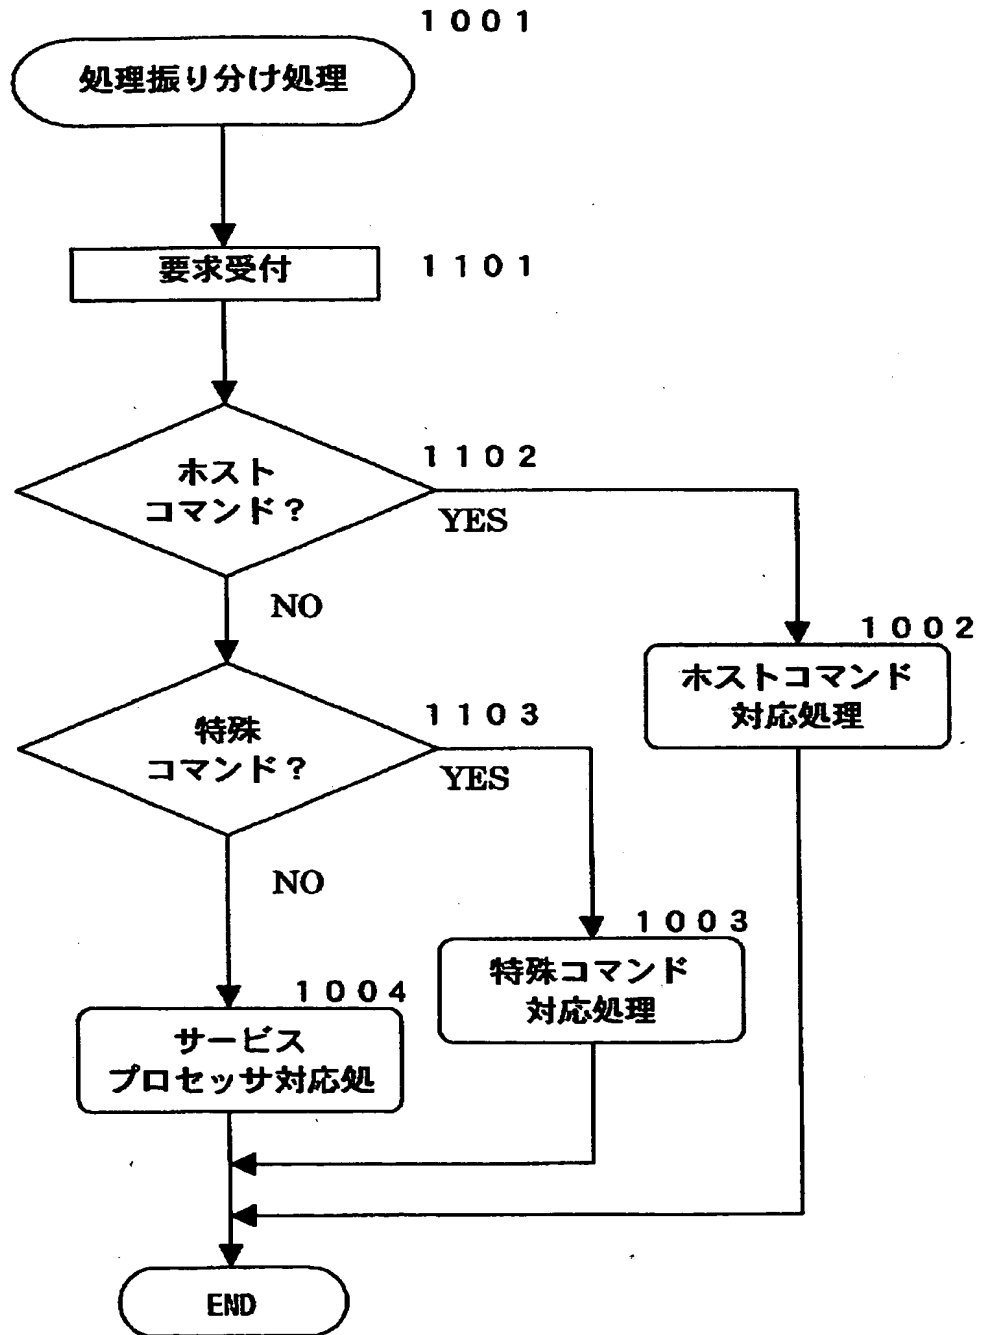 1001
処理振り分け処理
要求受付
1101
1102
ホスト
コマンド？
YES
NO
1002
ホストコマンド
対応処理
1103
特殊
コマンド？
YES
NO
1003
特殊コマンド
対応処理
1004
サービス
プロセッサ対応処
END